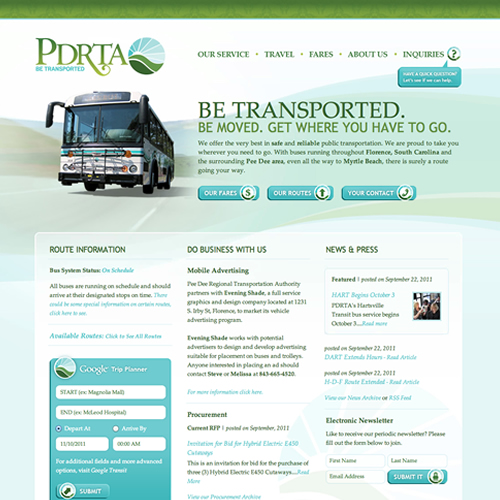 PDRTA
BE TRANSPORTED
OUR SERVICE • TRAVEL • FARES • ABOUT US • INQUIRIES ?
HAVE A QUICK QUESTION?
Let's see if we can help.
BE TRANSPORTED.
BE MOVED. GET WHERE YOU HAVE TO GO.
We offer the very best in safe and reliable public transportation. We are proud to take you
wherever you need to go. With buses running throughout Florence, South Carolina and
the surrounding Pee Dee area, even all the way to Myrtle Beach, there is surely a route
going your way.
OUR FARES $
OUR ROUTES
YOUR CONTACT
ROUTE INFORMATION
Bus System Status: On Schedule
All buses are running on schedule and should
arrive at their designated stops on time. There
could be some special information on certain routes,
click here to see.
Available Routes: Click to See All Routes
Google Trip Planner
START (ex: Magnolia Mall)
END (ex: McLeod Hospital)
Depart At
Arrive By
11/10/2011
00:00 AM
For additional fields and more advanced
options, visit Google Transit
SUBMIT
DO BUSINESS WITH US
Mobile Advertising
Pee Dee Regional Transportation Authority
partners with Evening Shade, a full service
graphics and design company located at 1231
S. Irby St, Florence, to market its vehicle
advertising program.
Evening Shade works with potential
advertisers to design and develop advertising
suitable for placement on buses and trolleys.
Anyone interested in placing an ad should
contact Steve or Melissa at 843-665-4520.
For more information click here:
Procurement
Current RFP | posted on September, 2011
Invitation for Bid for Hybrid Electric E450
Cutaways
This is an invitation for bid for the purchase of
three (3) Hybrid Electric E450 Cutaways....Read
More
View our Procurement Archive
NEWS & PRESS
Featured | posted on September 22, 2011
HART Begins October 3
PDRTA's Hartsville
Transit bus service begins
October 3....Read more
posted on September 22, 2011
DART Extends Hours - Read Article
posted on September 22, 2011
H-D-F Route Extended - Read Article
View our News Archive or RSS Feed
Electronic Newsletter
Like to receive our periodic newsletter? Please
fill out the form below to join.
First Name
Last Name
Email Address
SUBMIT IT